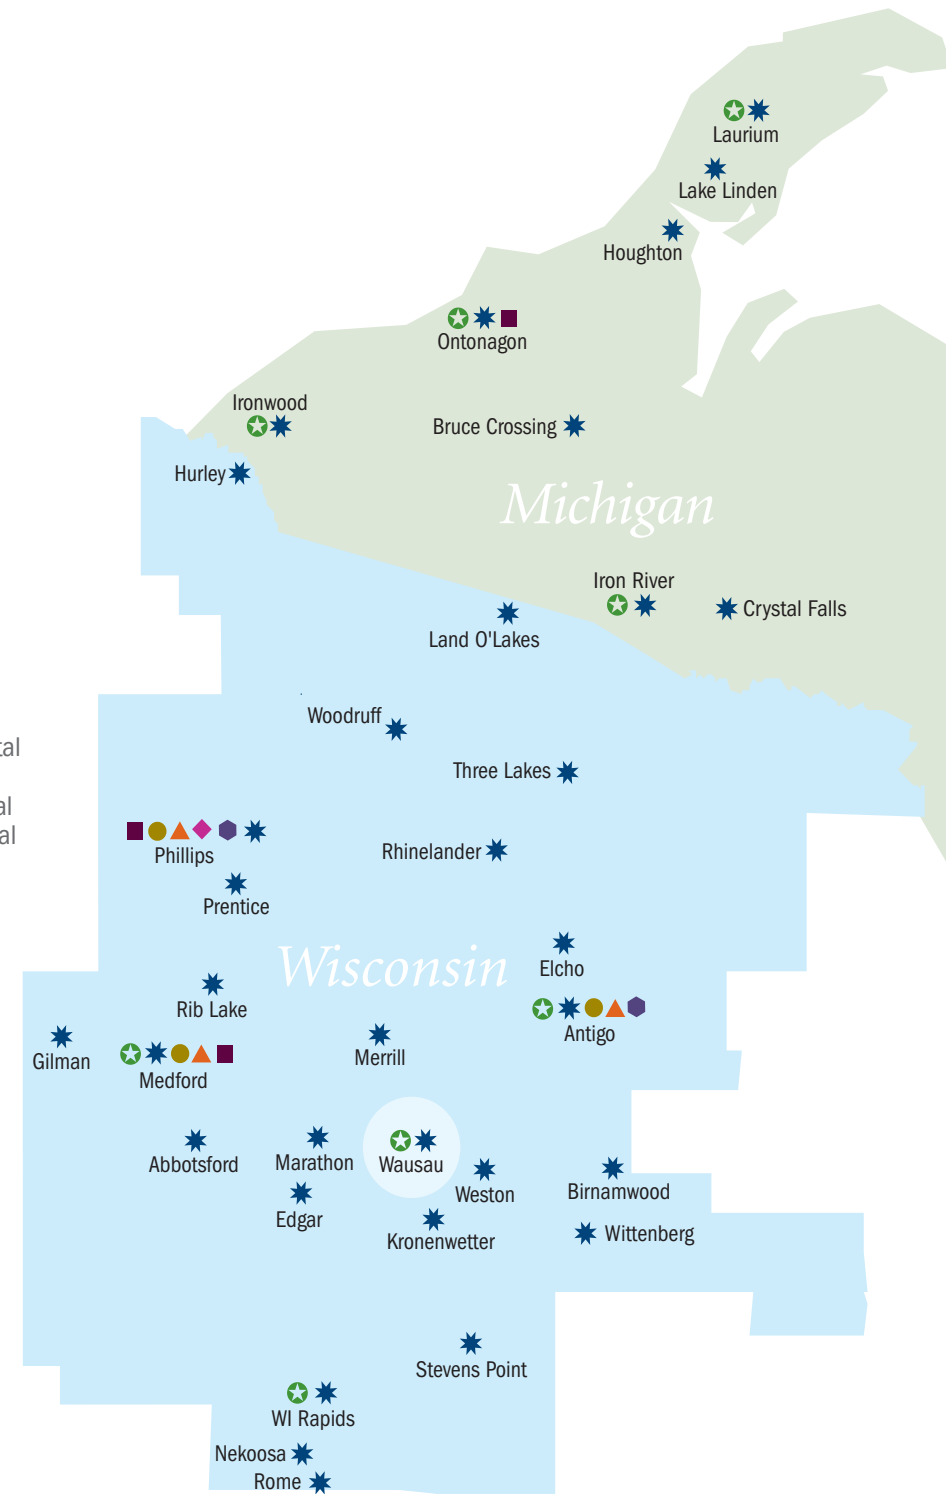 Laurium
Lake Linden
Houghton
Ontonagon
Ironwood
Bruce Crossing
Hurley
Michigan
Iron River
Crystal Falls
Land O'Lakes
Woodruff
Three Lakes
Phillips
Rhinelander
Prentice
Wisconsin
Elcho
Rib Lake
Antigo
Gilman
Merrill
Medford
Abbotsford
Marathon
Wausau
Weston
Birnamwood
Edgar
Kronenwetter
Wittenberg
Stevens Point
WI Rapids
Nekoosa
Rome